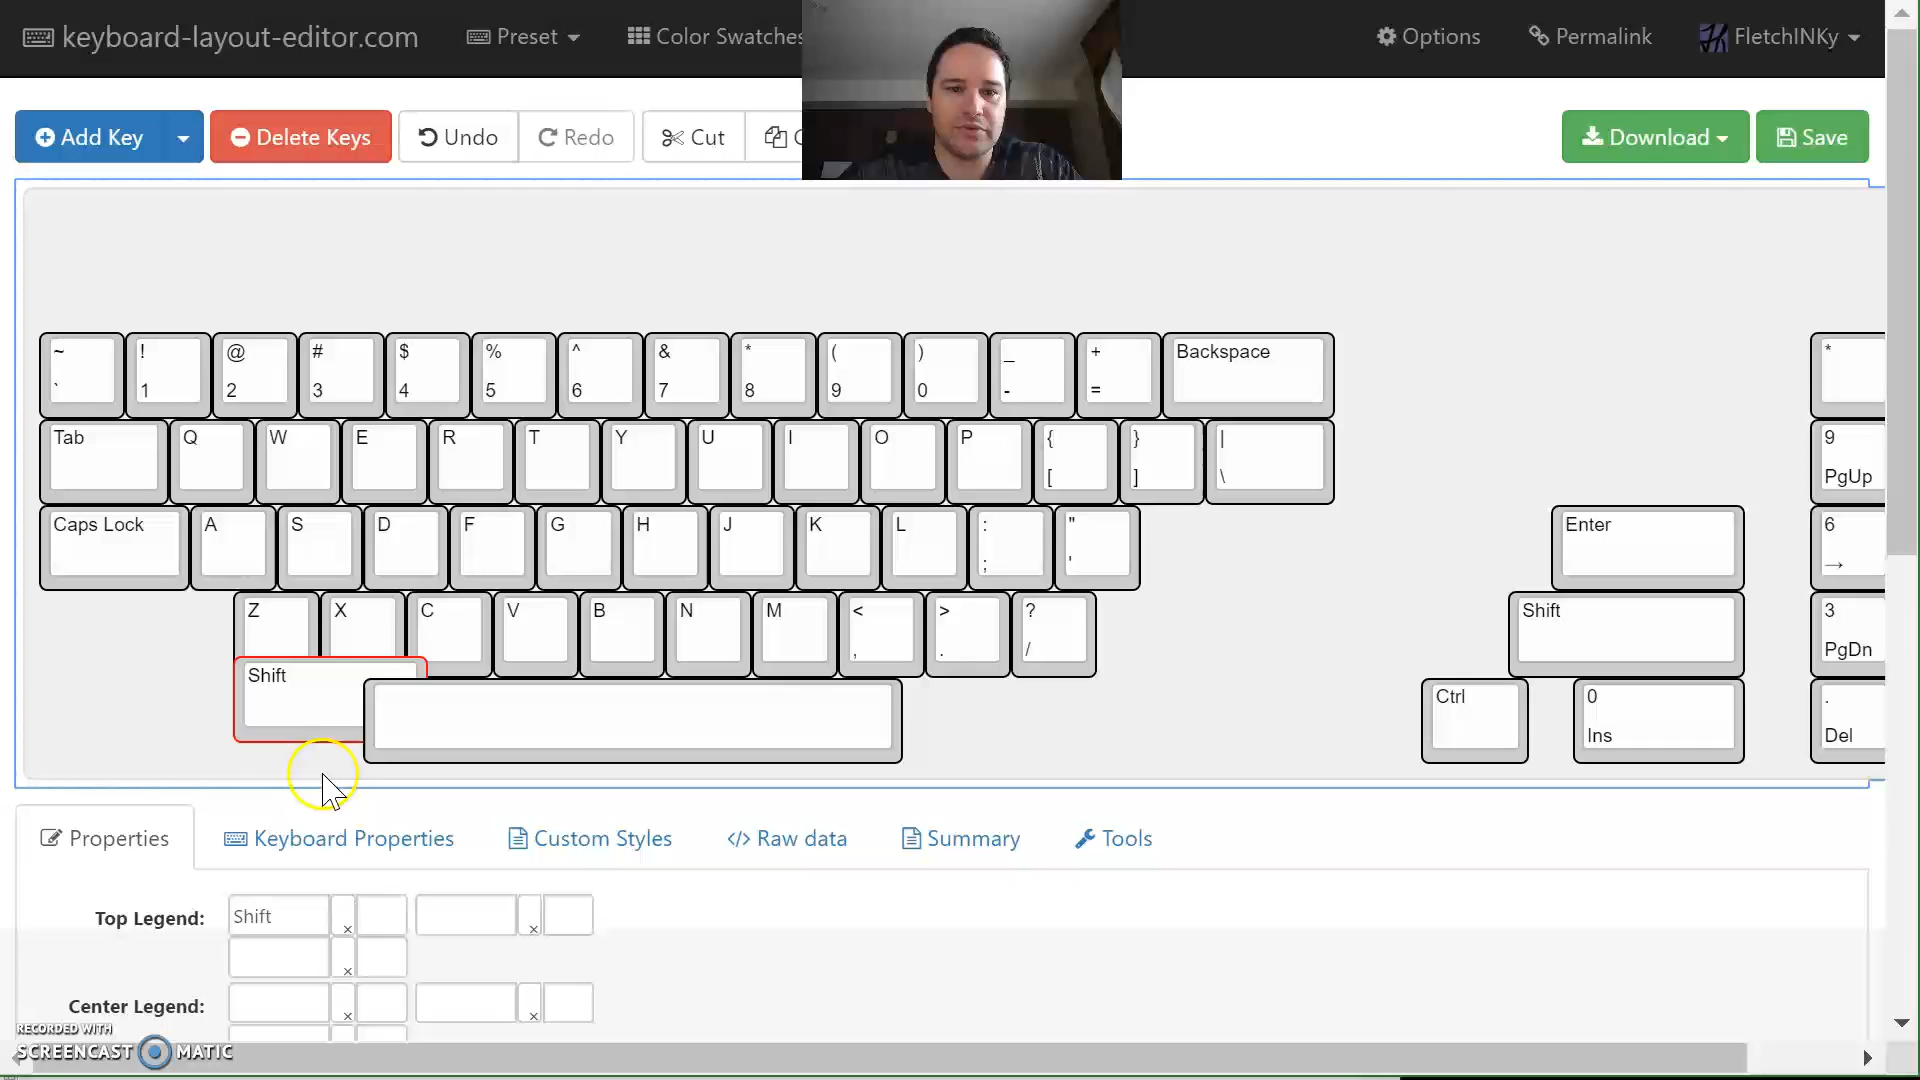 keyboard-layout-editor.com Preset Color Swatches Options Permalink FletchINKy
Add Key Delete Keys Undo Redo Cut Download Save
~ ! @ # $ % ^ & * ( ) _ + Backspace *
` 1 2 3 4 5 6 7 8 9 0 - =
Tab Q W E R T Y U I O P { } | 9
[ ] \ PgUp
Caps Lock A S D F G H J K L : " Enter 6
; ' →
Z X C V B N M < > ? Shift 3
, . / PgDn
Shift
Ctrl 0 .
Ins Del
Properties Keyboard Properties Custom Styles </> Raw data Summary Tools
Top Legend: Shift × ×
×
Center Legend: × ×
RECORDED WITH
SCREENCAST MATIC